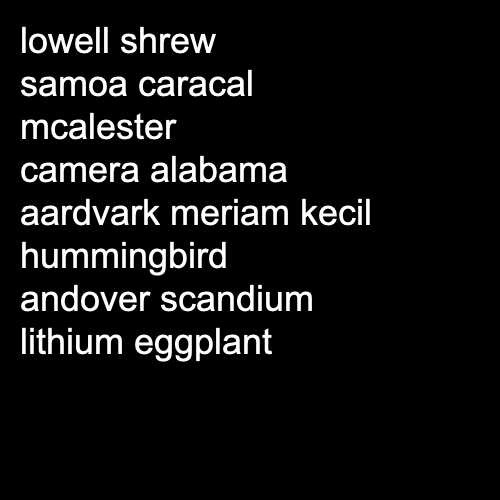 lowell shrew
samoa caracal
mcalester
camera alabama
aardvark meriam kecil
hummingbird
andover scandium
lithium eggplant